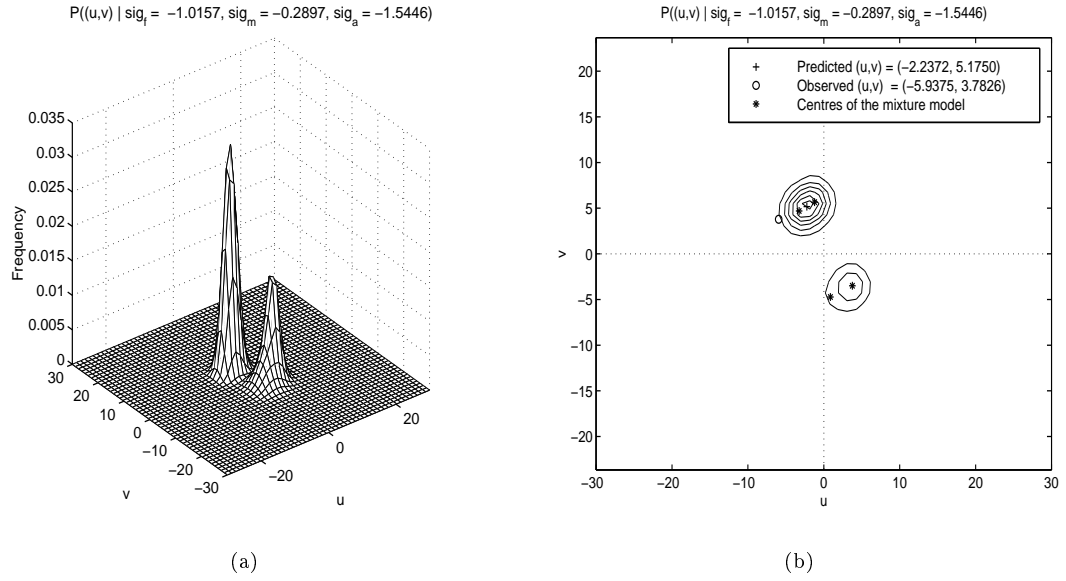 P((u,v) | sig_f = −1.0157, sig_m = −0.2897, sig_a = −1.5446)
0.035
0.03
0.025
0.02
0.015
0.01
0.005
0
Frequency
30
20
10
0
−10
−20
−30
v
−20
0
20
u
(a)
P((u,v) | sig_f = −1.0157, sig_m = −0.2897, sig_a = −1.5446)
+ Predicted (u,v) = (−2.2372, 5.1750)
o Observed (u,v) = (−5.9375, 3.7826)
* Centres of the mixture model
20
15
10
5
0
−5
−10
−15
−20
v
−30
−20
−10
0
10
20
30
u
(b)